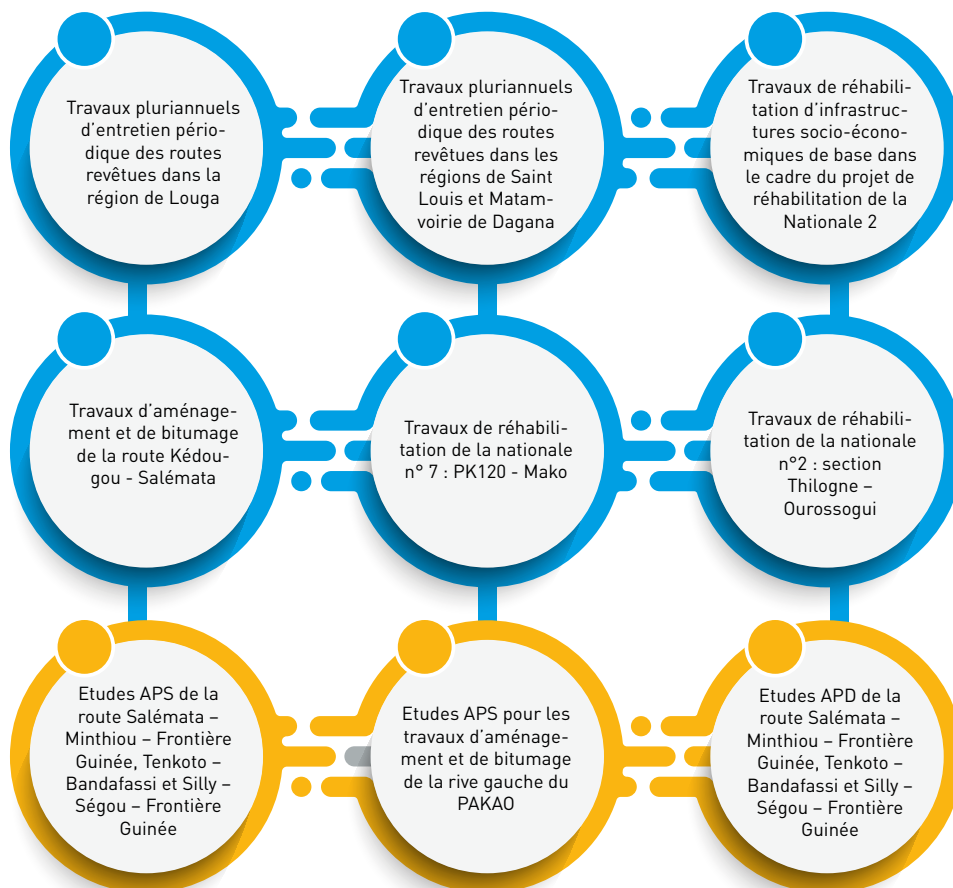 Travaux pluriannuels
d'entretien pério-
dique des routes
revêtues dans la
région de Louga
Travaux pluriannuels
d'entretien pério-
dique des routes
revêtues dans les
régions de Saint
Louis et Matam-
voirie de Dagana
Travaux de réhabili-
tation d'infrastruc-
tures socio-écono-
miques de base dans
le cadre du projet de
réhabilitation de la
Nationale 2
Travaux d'aménage-
ment et de bitumage
de la route Kédou-
gou - Salémata
Travaux de réhabili-
tation de la nationale
n° 7 : PK120 - Mako
Travaux de réhabili-
tation de la nationale
n°2 : section
Thilogne –
Ourossogui
Etudes APS de la
route Salémata –
Minthiou – Frontière
Guinée, Tenkoto –
Bandafassi et Silly –
Ségou – Frontière
Guinée
Etudes APS pour les
travaux d'aménage-
ment et de bitumage
de la rive gauche du
PAKAO
Etudes APD de la
route Salémata –
Minthiou – Frontière
Guinée, Tenkoto –
Bandafassi et Silly –
Ségou – Frontière
Guinée